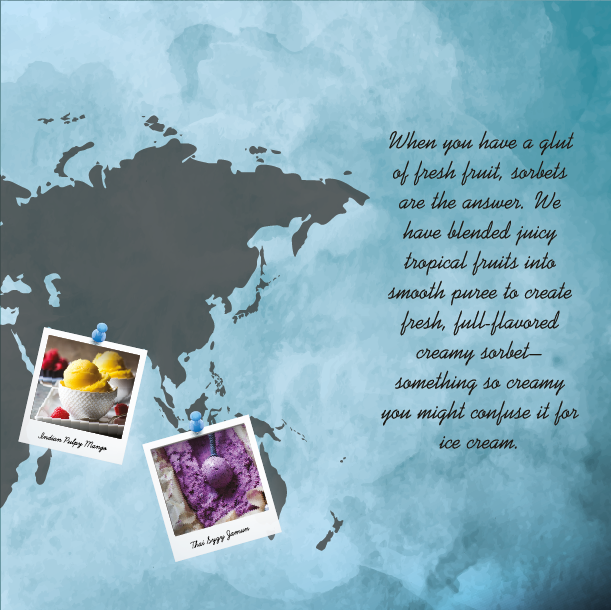 When you have a glut
of fresh fruit, sorbets
are the answer. We
have blended juicy
tropical fruits into
smooth puree to create
fresh, full-flavored
creamy sorbet—
something so creamy
you might confuse it for
ice cream.
Indian Pulpy Mango
Thai Syzy Jamun